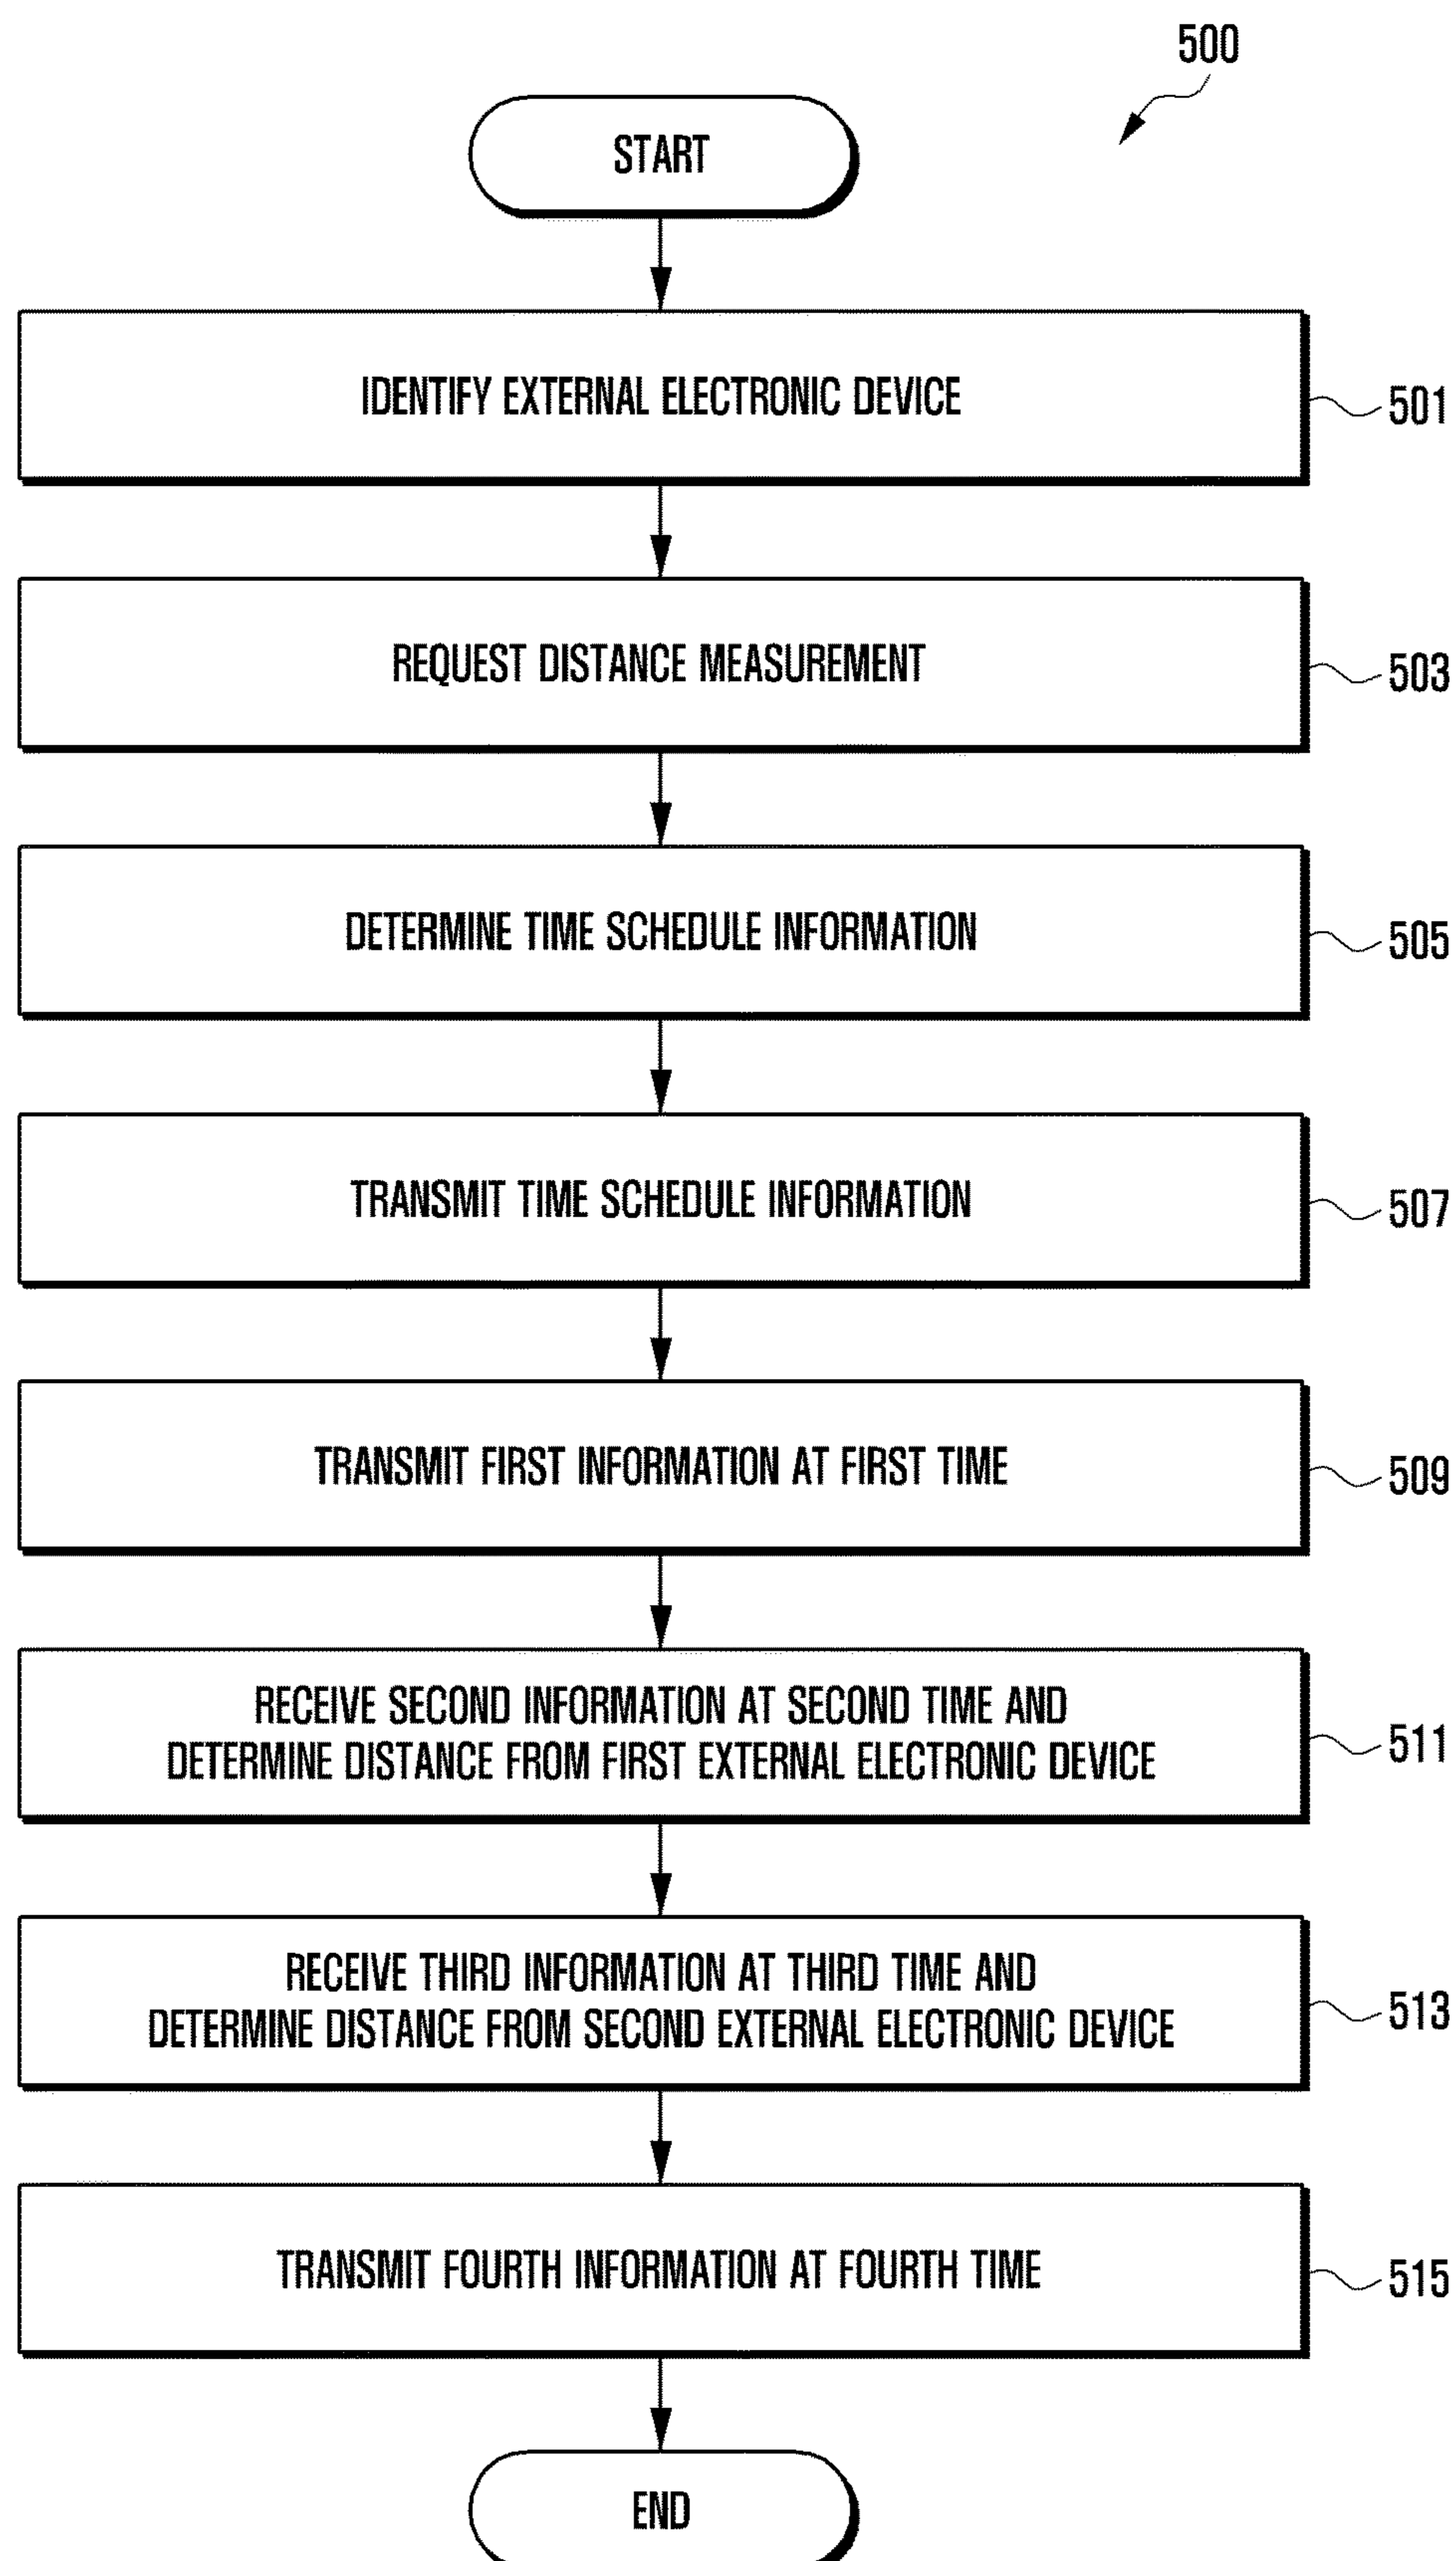 500
START
IDENTIFY EXTERNAL ELECTRONIC DEVICE
501
REQUEST DISTANCE MEASUREMENT
503
DETERMINE TIME SCHEDULE INFORMATION
505
TRANSMIT TIME SCHEDULE INFORMATION
507
TRANSMIT FIRST INFORMATION AT FIRST TIME
509
RECEIVE SECOND INFORMATION AT SECOND TIME AND
DETERMINE DISTANCE FROM FIRST EXTERNAL ELECTRONIC DEVICE
511
RECEIVE THIRD INFORMATION AT THIRD TIME AND
DETERMINE DISTANCE FROM SECOND EXTERNAL ELECTRONIC DEVICE
513
TRANSMIT FOURTH INFORMATION AT FOURTH TIME
515
END